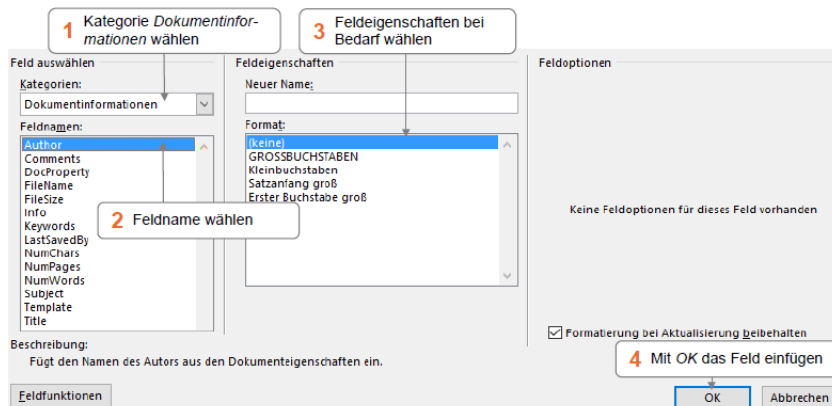 1 Kategorie Dokumentinfor-
mationen wählen
3 Feldeigenschaften bei
Bedarf wählen
Feld auswählen
Kategorien:
Dokumentinformationen
Feldnamen:
Author
Comments
DocProperty
FileName
FileSize
Info
Keywords
LastSavedBy
NumChars
NumPages
NumWords
Subject
Template
Title
2 Feldname wählen
Feldeigenschaften
Neuer Name:
Format:
(keine)
GROSSBUCHSTABEN
Kleinbuchstaben
Satzanfang groß
Erster Buchstabe groß
Feldoptionen
Keine Feldoptionen für dieses Feld vorhanden
Formatierung bei Aktualisierung beibehalten
Beschreibung:
Fügt den Namen des Autors aus den Dokumenteigenschaften ein.
4 Mit OK das Feld einfügen
Feldfunktionen
OK
Abbrechen